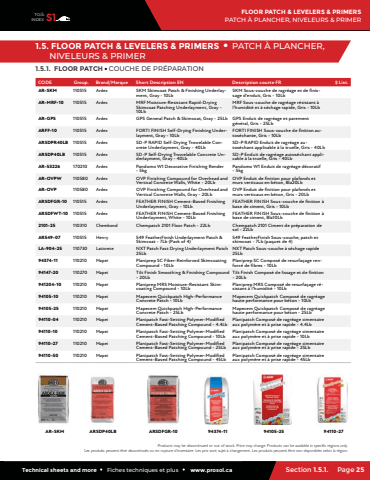 TOOL INDEX 51
FLOOR PATCH & LEVELERS & PRIMERS
PATCH À PLANCHER, NIVELEURS & PRIMER
1.5. FLOOR PATCH & LEVELERS & PRIMERS • PATCH À PLANCHER,
NIVELEURS & PRIMER
1.5.1. FLOOR PATCH • COUCHE DE PRÉPARATION
CODE Group. Brand/Marque Short Description EN Description courte FR $ List.
AR-SKM 110515 Ardex SKM Skimcoat Patch & Finishing Underlayment, Gray - 10Lb SKM Sous-couche de ragréage et de finissage d'enduit, Gris - 10Lb
AR-MRF-10 110515 Ardex MRF Moisture-Resistant Rapid-Drying Skimcoat Patching Underlayment, Gray - 10Lb MRF Sous-couche de ragréage résistant à l'humidité et à séchage rapide, Gris - 10Lb
AR-GPS 110515 Ardex GPS General Patch & Skimcoat, Gray - 25Lb GPS Enduit de ragréage et parement général, Gris - 25Lb
ARFF-10 110515 Ardex FORTI FINISH Self-Drying Finishing Underlayment, Gray - 10Lb FORTI FINISH Sous-couche de finition autoséchante, Gris - 10Lb
ARSDPR40LB 110515 Ardex SD-P RAPID Self-Drying Trowelable Concrete Underlayment, Gray - 40Lb SD-P RAPID Enduit de ragréage autoséchant applicable à la truelle, Gris - 40Lb
ARSDP40LB 110515 Ardex SD-P Self-Drying Trowelable Concrete Underlayment, Gray - 40Lb SD-P Enduit de ragréage autoséchant applicable à la truelle, Gris - 40Lb
AR-53226 170210 Ardex Pandomo W1 Decorative Finishing Render - 5kg Pandomo W1 Enduit de ragréage décoratif - 5kg
AR-OVPW 110580 Ardex OVP Finishing Compound for Overhead and Vertical Concrete Walls, White - 20Lb OVP Enduit de finition pour plafonds et murs verticaux en béton, Bla20Lb
AR-OVP 110580 Ardex OVP Finishing Compound for Overhead and Vertical Concrete Walls, Gray - 20Lb OVP Enduit de finition pour plafonds et murs verticaux en béton, Gris - 20Lb
ARSDFGR-10 110515 Ardex FEATHER FINISH Cement-Based Finishing Underlayment, Gray - 10Lb FEATHER FINISH Sous-couche de finition à base de ciment, Gris - 10Lb
ARSDFWT-10 110515 Ardex FEATHER FINISH Cement-Based Finishing Underlayment, White - 10Lb FEATHER FINISH Sous-couche de finition à base de ciment, Bla10Lb
2101-25 110310 Chembond Chempatch 2101 Floor Patch - 22Lb Chempatch 2101 Ciment de préparation de sol - 22Lb
AR549-07 110515 Henry 549 FeatherFinish Underlayment Patch & Skimcoat - 7Lb (Pack of 4) 549 FeatherFinish Sous-couche, patch et skimcoat - 7Lb (paquet de 4)
LA-904-25 110730 Laticrete NXT Patch Fast Drying Underlayment Patch 25Lb NXT Patch Sous-couche à séchage rapide 25Lb
94374-11 110210 Mapei Planiprep SC Fiber-Reinforced Skimcoating Compound - 10Lb Planiprep SC Composé de resurfaçage renforcé de fibres - 10Lb
94147-20 110270 Mapei Tilt Finish Smoothing & Finishing Compound - 20Lb Tilt Finish Composé de lissage et de finition - 20Lb
941204-10 110210 Mapei Planiprep MRS Moisture-Resistant Skimcoating Compound - 10Lb Planiprep MRS Composé de resurfaçage résistant à l'humidité - 10Lb
94105-10 110210 Mapei Mapecem Quickpatch High-Performance Concrete Patch - 10Lb Mapecem Quickpatch Composé de ragréage haute performance pour béton - 10Lb
94105-25 110210 Mapei Mapecem Quickpatch High-Performance Concrete Patch - 25Lb Mapecem Quickpatch Composé de ragréage haute performance pour béton - 25Lb
94110-04 110210 Mapei Planipatch Fast-Setting Polymer-Modified Cement-Based Patching Compound - 4.4Lb Planipatch Composé de ragréage cimentaire aux polymère et à prise rapide - 4.4Lb
94110-10 110210 Mapei Planipatch Fast-Setting Polymer-Modified Cement-Based Patching Compound - 10Lb Planipatch Composé de ragréage cimentaire aux polymère et à prise rapide - 10Lb
94110-27 110210 Mapei Planipatch Fast-Setting Polymer-Modified Cement-Based Patching Compound - 25Lb Planipatch Composé de ragréage cimentaire aux polymère et à prise rapide - 25Lb
94110-50 110210 Mapei Planipatch Fast-Setting Polymer-Modified Cement-Based Patching Compound - 45Lb Planipatch Composé de ragréage cimentaire aux polymère et à prise rapide - 45Lb
AR-SKM ARSDP40LB ARSDFGR-10 94374-11 94105-25 94110-27
Products may be discontinued or out of stock. Price may change. Products can be available in specific regions only.
Les produits peuvent être discontinués ou en rupture d'inventaire. Les prix sont sujet à changement. Les produits peuvent être non disponibles selon la région.
Technical sheets and more • Fiches techniques et plus • www.prosol.ca Section 1.5.1. Page 25